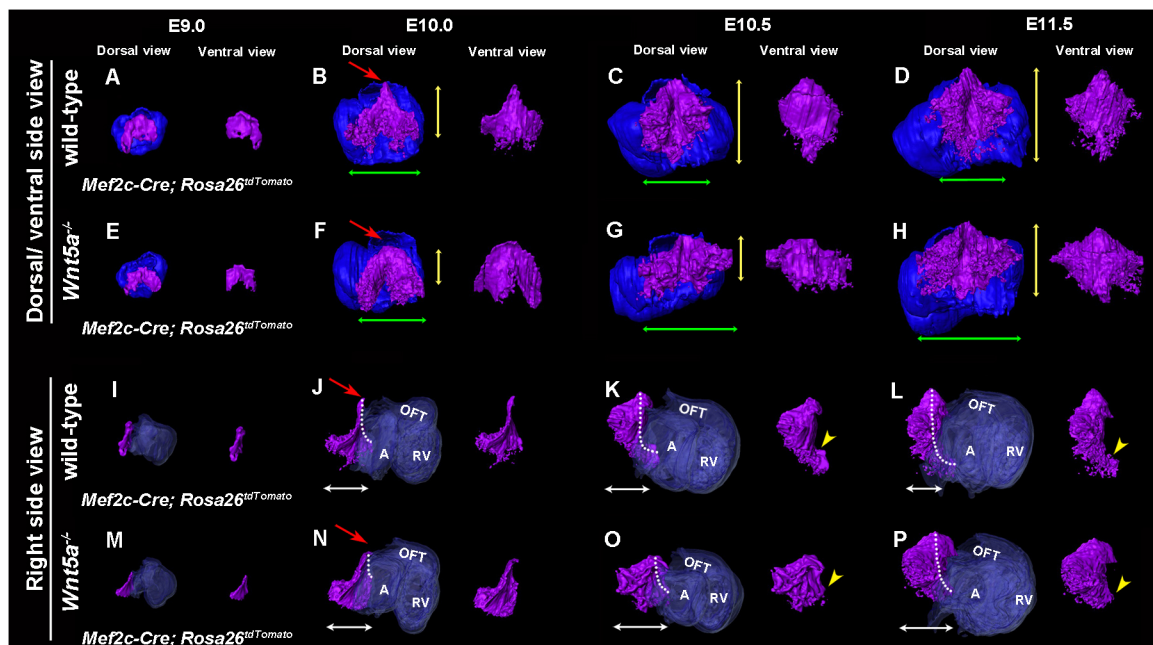 E9.0 E10.0 E10.5 E11.5
Dorsal view Ventral view Dorsal view Ventral view Dorsal view Ventral view Dorsal view Ventral view
Dorsal/ ventral side view
wild-type
A B C D
Mef2c-Cre; Rosa26tdTomato
Wnt5a-/-
E F G H
Mef2c-Cre; Rosa26tdTomato
Right side view
wild-type
I J K L
OFT OFT OFT
A RV A RV A RV
Mef2c-Cre; Rosa26tdTomato
Wnt5a-/-
M N O P
OFT OFT OFT
A RV A RV A RV
Mef2c-Cre; Rosa26tdTomato